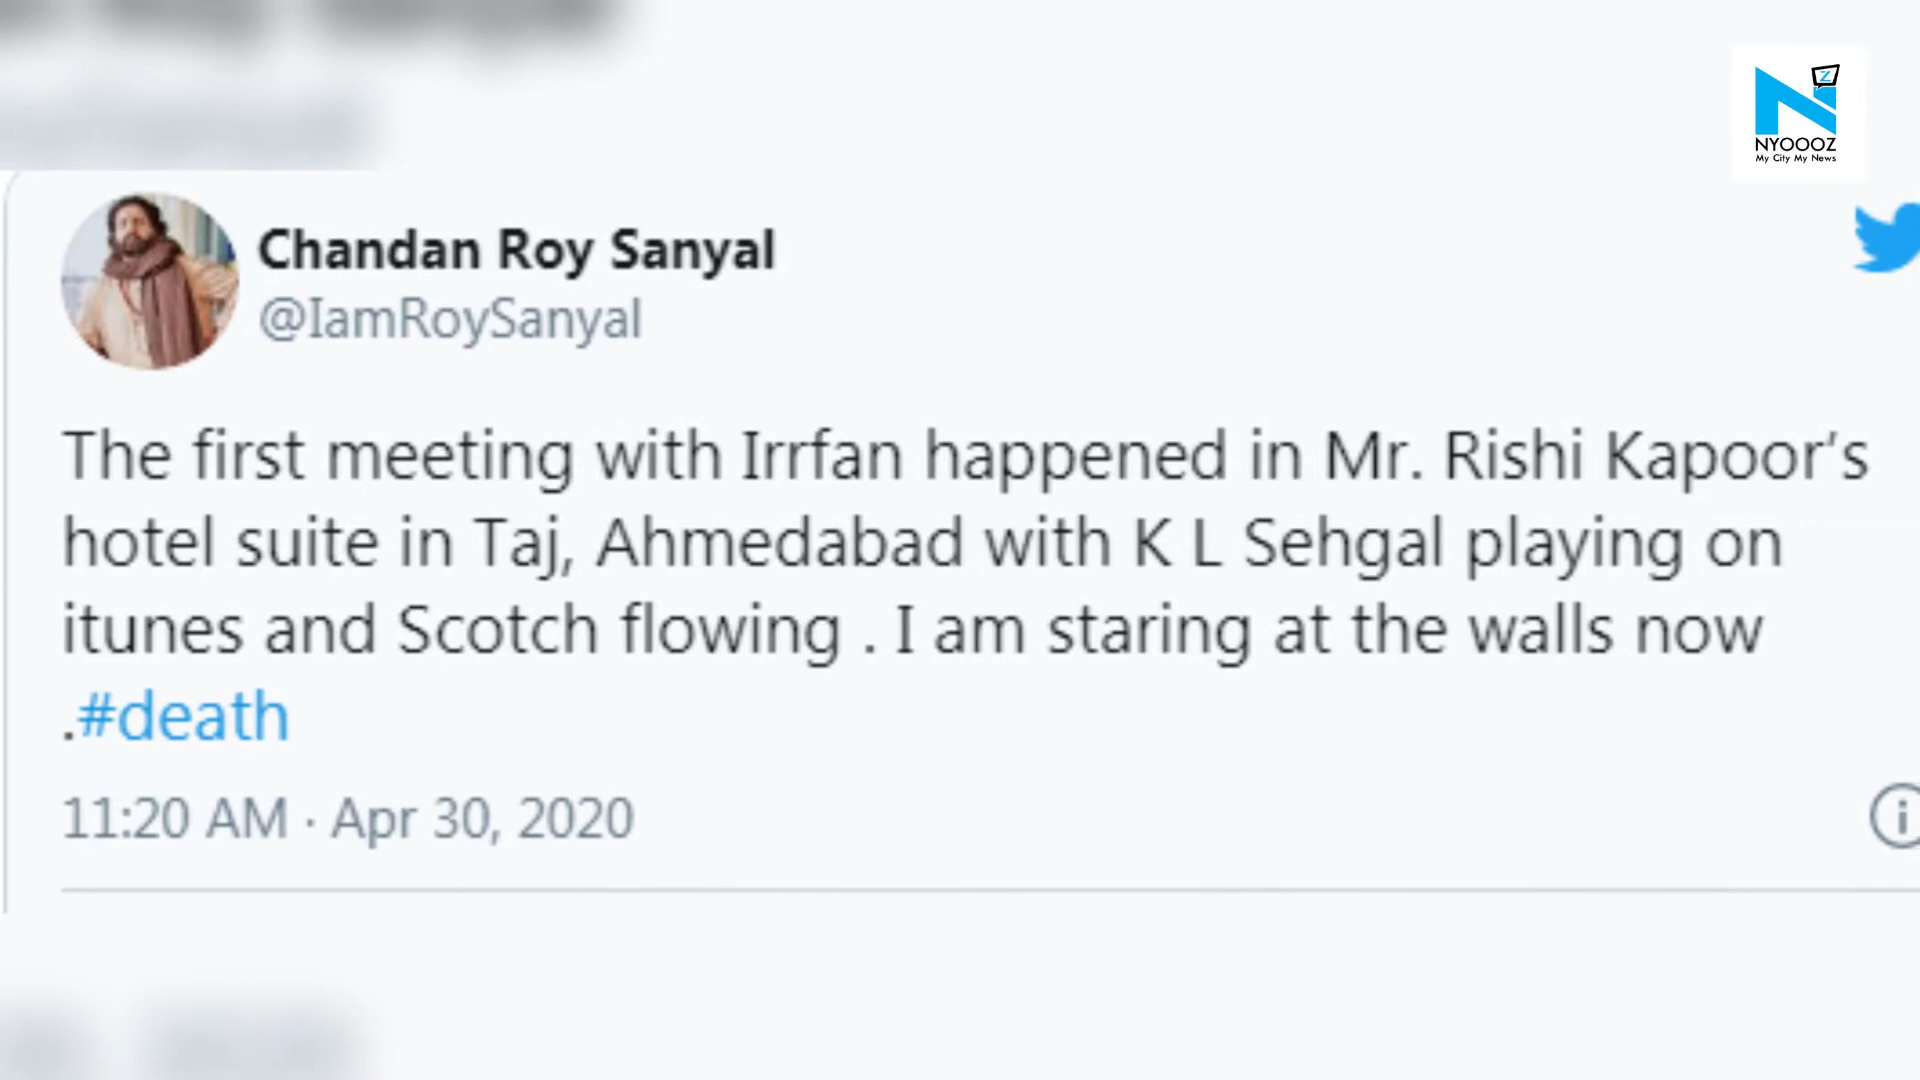 NYOOOZ
My City My News
Chandan Roy Sanyal
@IamRoySanyal
The first meeting with Irrfan happened in Mr. Rishi Kapoor’s
hotel suite in Taj, Ahmedabad with K L Sehgal playing on
itunes and Scotch flowing . I am staring at the walls now
.#death
11:20 AM · Apr 30, 2020